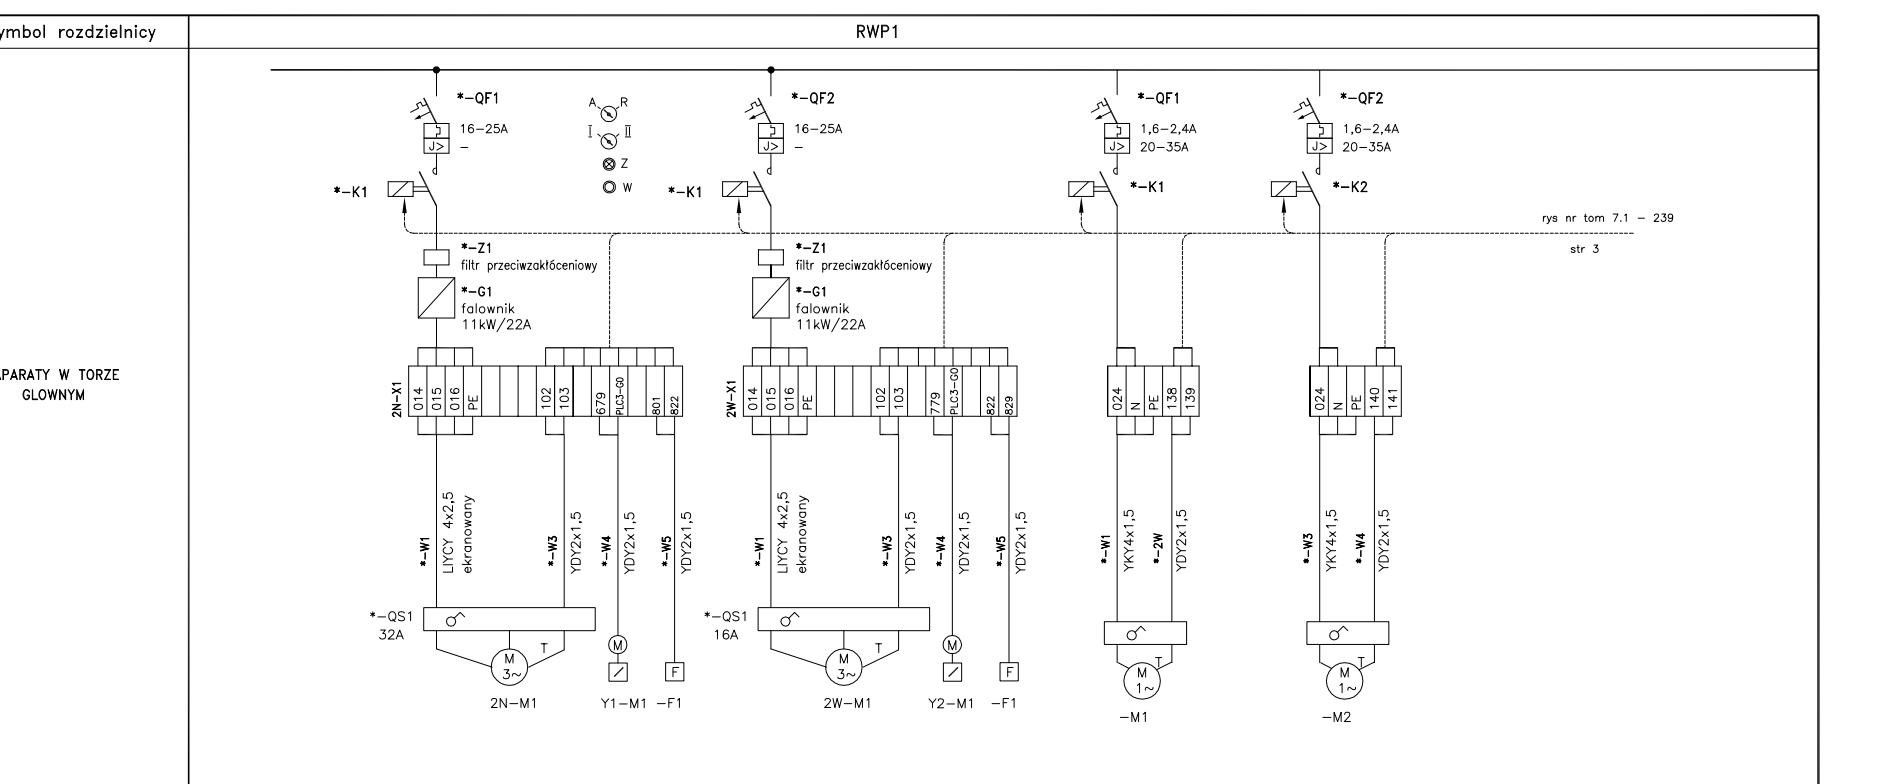 ymbol rozdzielnicy
RWP1
*-QF1
16-25A
J>
-
A
R
I
II
Z
W
*-QF2
16-25A
J>
-
*-QF1
1,6-2,4A
J>
20-35A
*-QF2
1,6-2,4A
J>
20-35A
*-K1
*-K1
*-K1
*-K2
rys nr tom 7.1 - 239
str 3
*-Z1
filtr przeciwzakłóceniowy
*-G1
falownik
11kW/22A
*-Z1
filtr przeciwzakłóceniowy
*-G1
falownik
11kW/22A
PARATY W TORZE
GLOWNYM
2N-X1
014
015
016
PE
102
103
679
PLC3-G0
801
822
2W-X1
014
015
016
PE
102
103
779
PLC3-G0
822
829
024
N
PE
138
139
024
N
PE
140
141
*-W1
LIYCY 4x2,5
ekranowany
*-W3
YDY2x1,5
*-W4
YDY2x1,5
*-W5
YDY2x1,5
*-W1
LIYCY 4x2,5
ekranowany
*-W3
YDY2x1,5
*-W4
YDY2x1,5
*-W5
YDY2x1,5
*-W1
YKY4x1,5
*-2W
YDY2x1,5
*-W3
YKY4x1,5
*-W4
YDY2x1,5
*-QS1
32A
T
M
3~
M
F
2N-M1
Y1-M1
-F1
*-QS1
16A
T
M
3~
M
F
2W-M1
Y2-M1
-F1
T
M
1~
-M1
T
M
1~
-M2